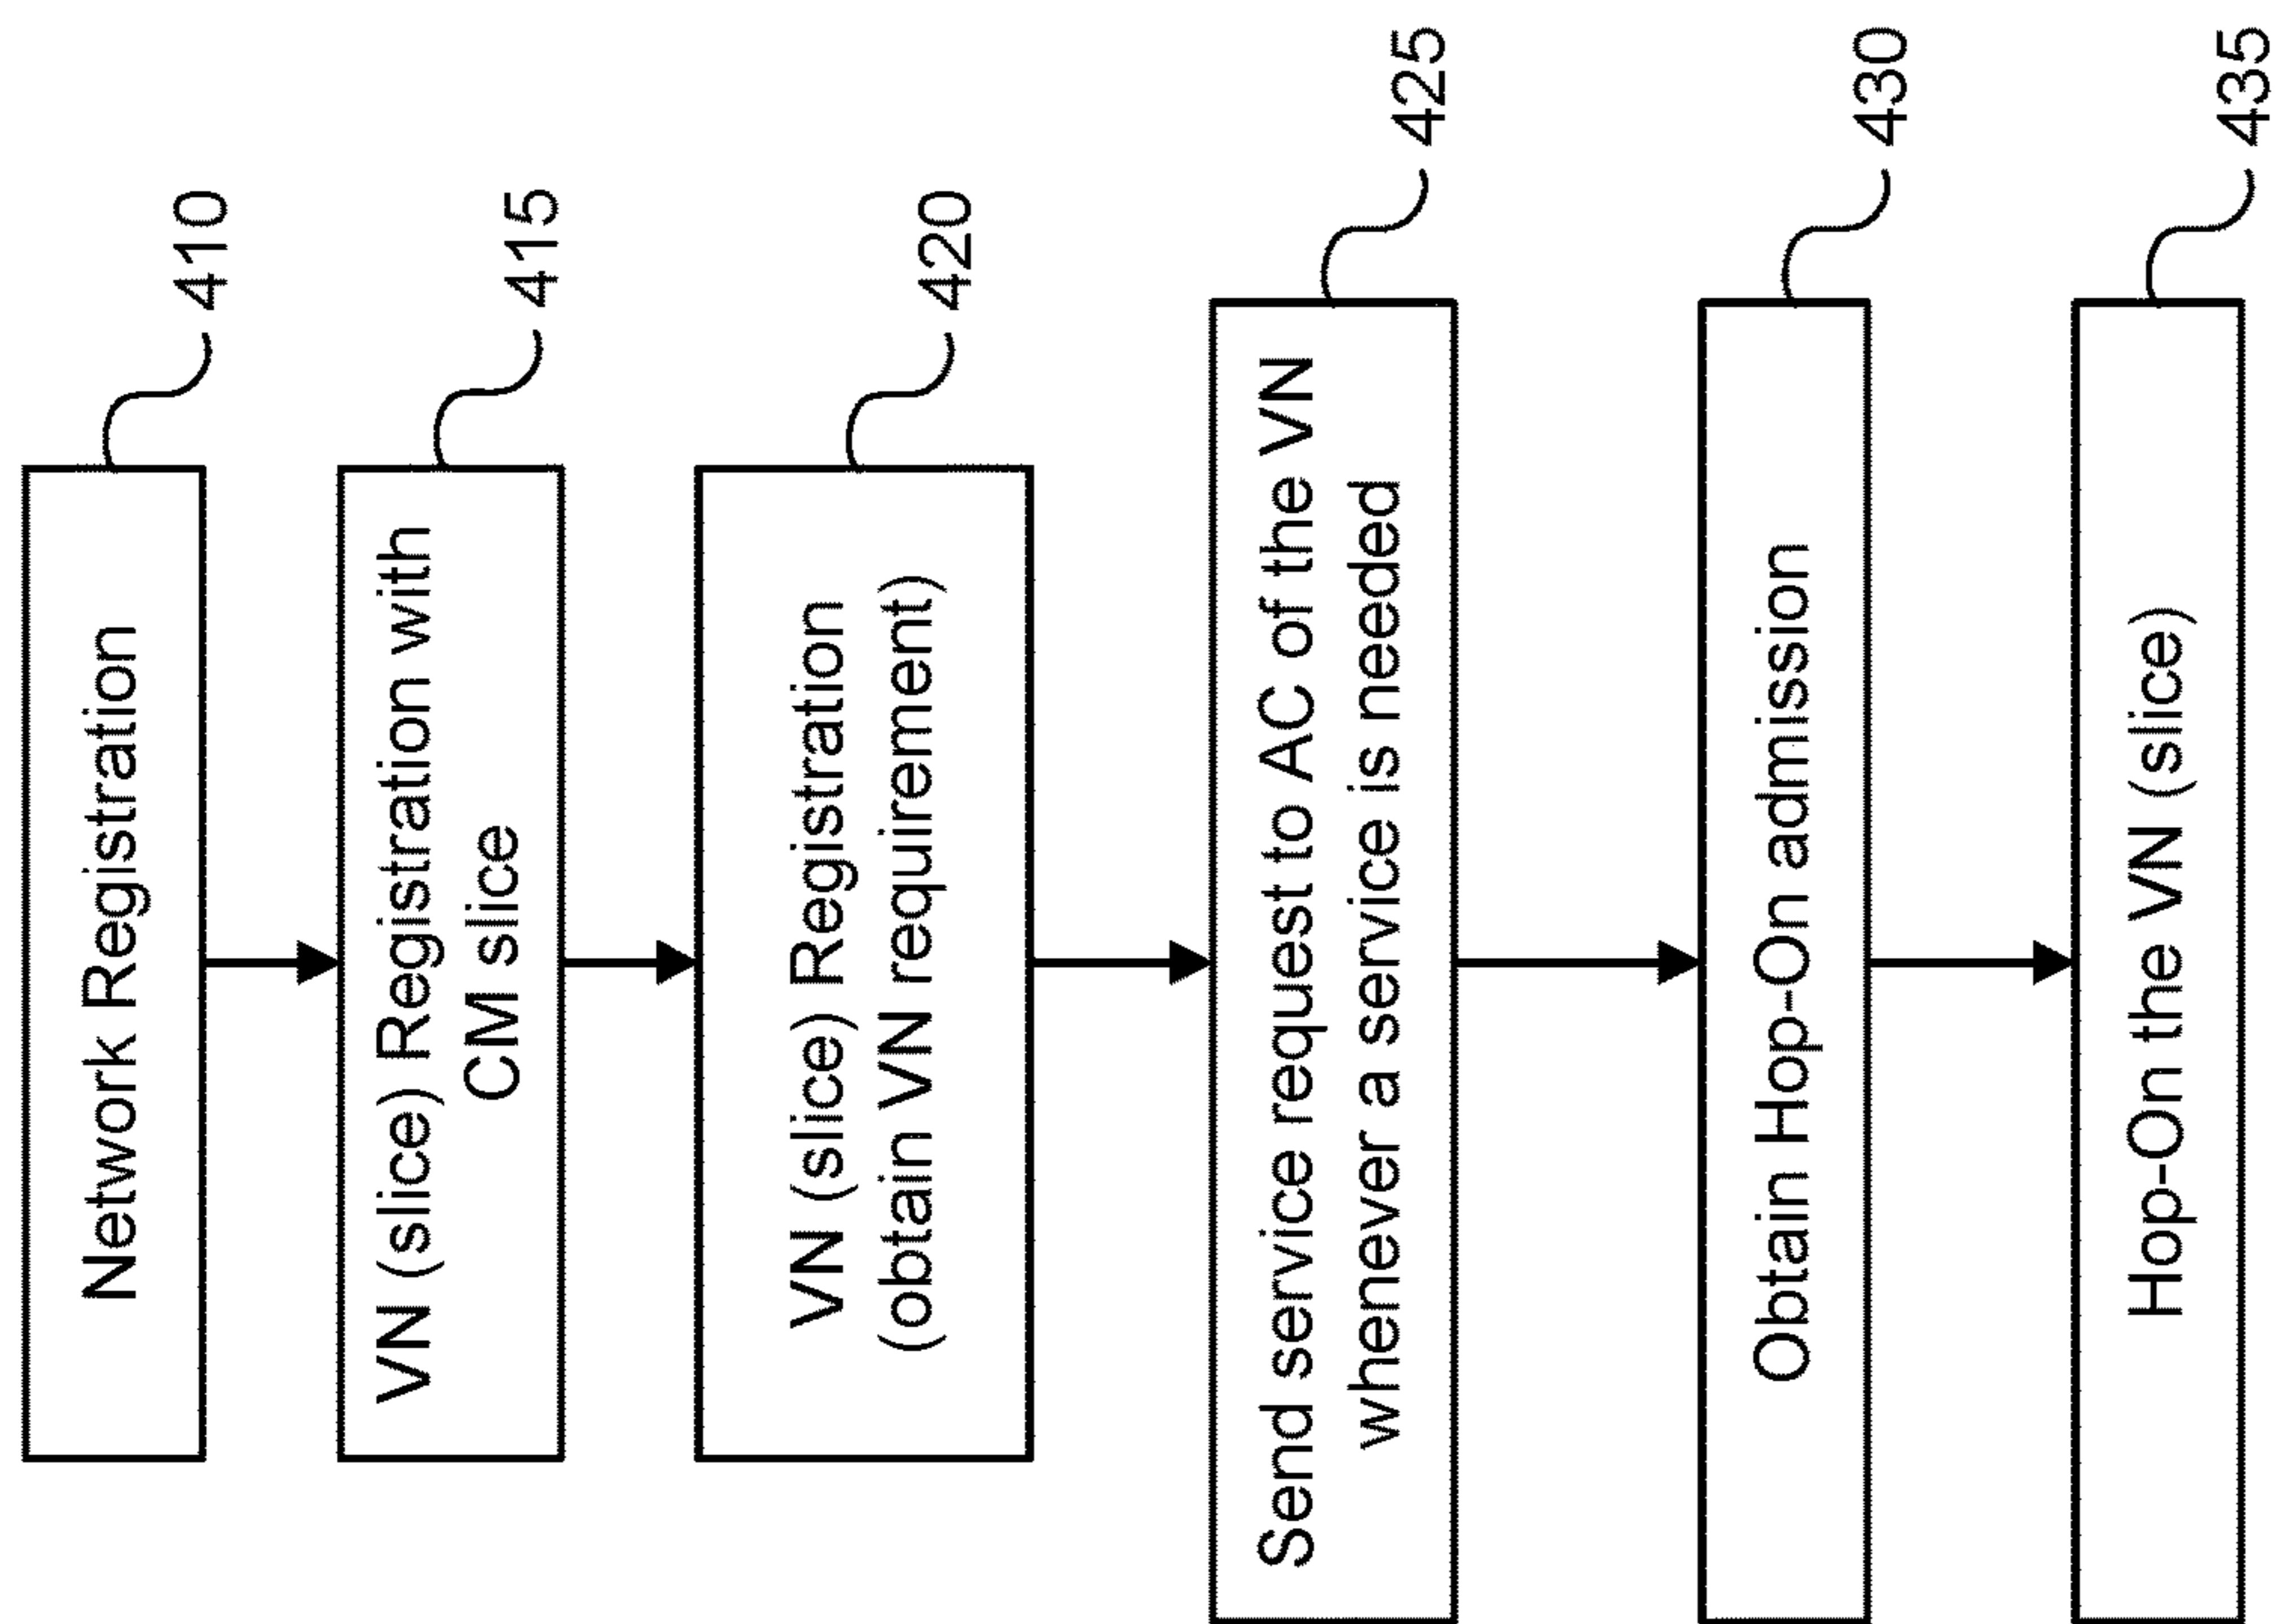 Network Registration
410
VN (slice) Registration with
CM slice
415
VN (slice) Registration
(obtain VN requirement)
420
Send service request to AC of the VN
whenever a service is needed
425
Obtain Hop-On admission
430
Hop-On the VN (slice)
435